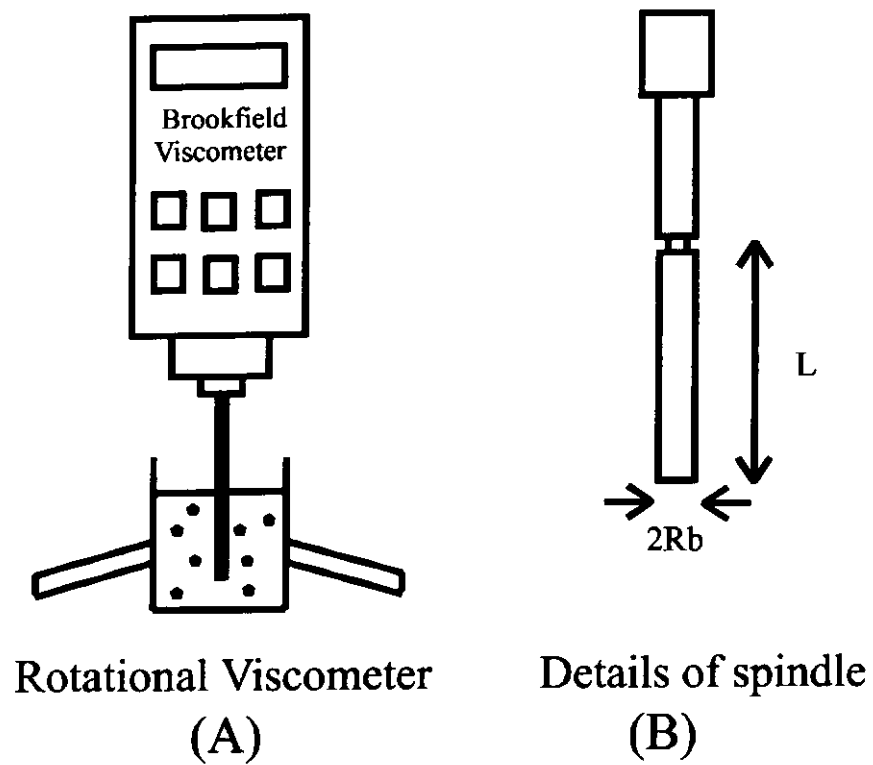 Brookfield
Viscometer
L
2Rb
Rotational Viscometer
(A)
Details of spindle
(B)